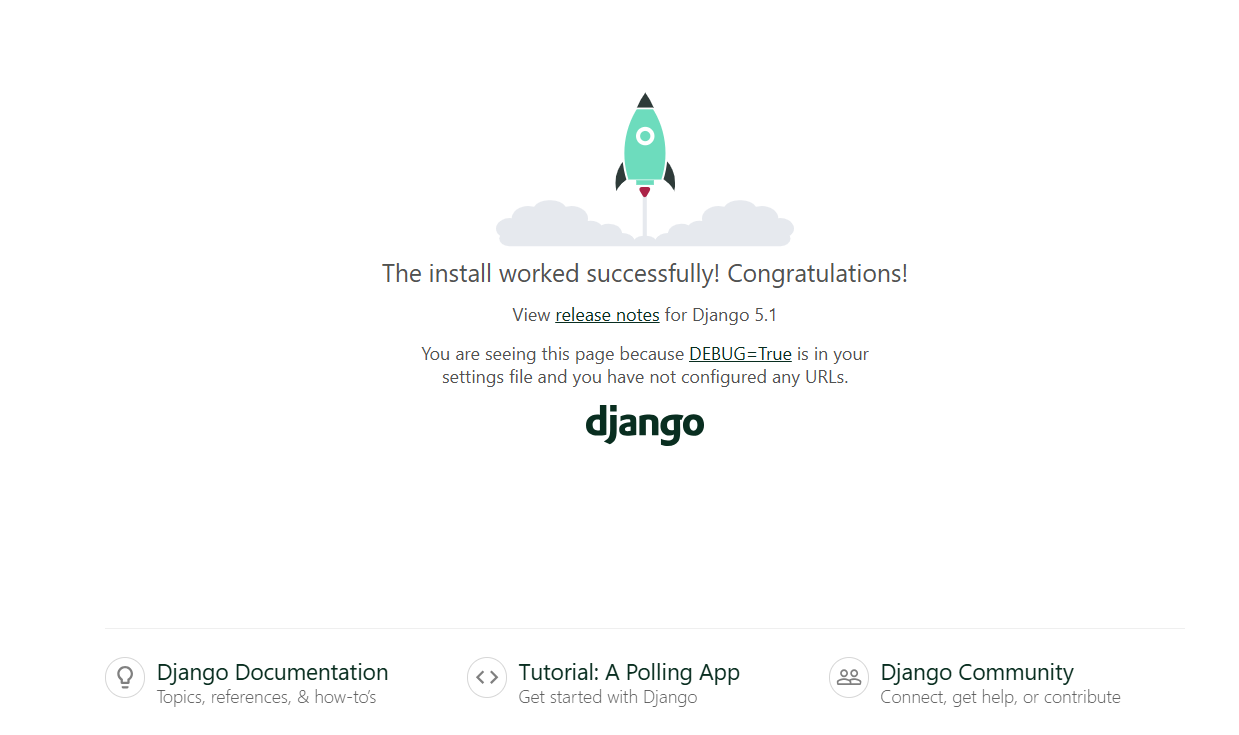 The install worked successfully! Congratulations!
View release notes for Django 5.1
You are seeing this page because DEBUG=True is in your
settings file and you have not configured any URLs.
django
Django Documentation
Topics, references, & how-to’s
Tutorial: A Polling App
Get started with Django
Django Community
Connect, get help, or contribute